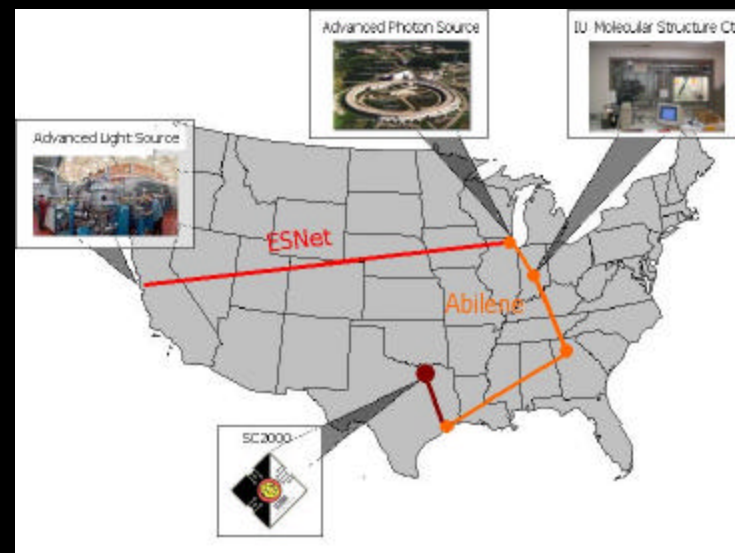 Advanced Photon Source
IU Molecular Structure Ct
Advanced Light Source
ESNet
Abilene
SC2000